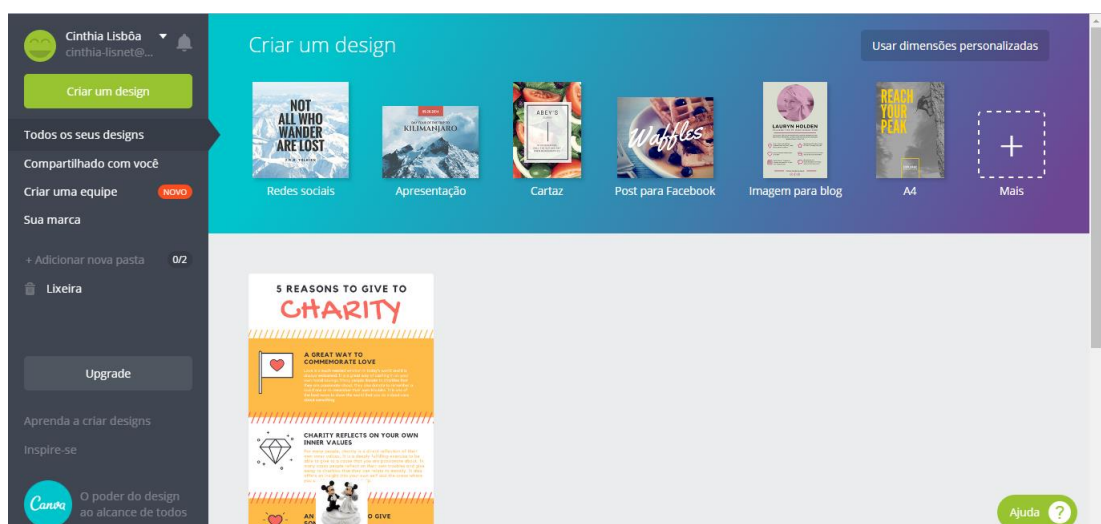 Cinthia Lisbôa
cinthia-lisnet@...
Criar um design
Todos os seus designs
Compartilhado com você
Criar uma equipe NOVO
Sua marca
+ Adicionar nova pasta 0/2
Lixeira
Upgrade
Aprenda a criar designs
Inspire-se
Canva
O poder do design
ao alcance de todos
Criar um design
Usar dimensões personalizadas
NOT
ALL WHO
WANDER
ARE LOST
Redes sociais
KILIMANJARO
Apresentação
ABEY'S
Cartaz
Waffles
Post para Facebook
LAURYN HOLDEN
Imagem para blog
REACH
YOUR
PEAK
A4
+
Mais
5 REASONS TO GIVE TO
CHARITY
A GREAT WAY TO
COMMEMORATE LOVE
CHARITY REFLECTS ON YOUR OWN
INNER VALUES
AN
O GIVE
Ajuda ?